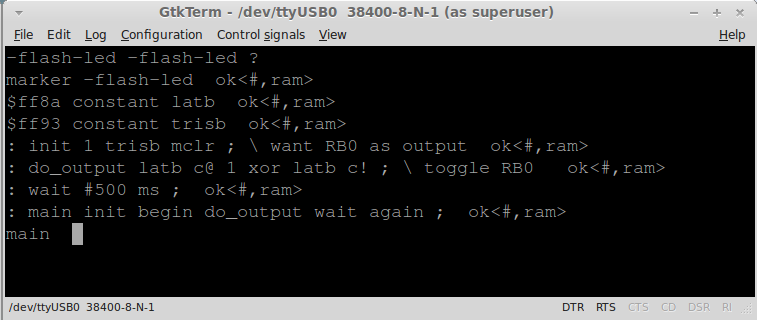 GtkTerm - /dev/ttyUSB0 38400-8-N-1 (as superuser)
File Edit Log Configuration Control signals View Help
-flash-led -flash-led ?
marker -flash-led  ok<#,ram>
$ff8a constant latb  ok<#,ram>
$ff93 constant trisb  ok<#,ram>
: init 1 trisb mclr ; \ want RB0 as output  ok<#,ram>
: do_output latb c@ 1 xor latb c! ; \ toggle RB0   ok<#,ram>
: wait #500 ms ;  ok<#,ram>
: main init begin do_output wait again ;  ok<#,ram>
main
/dev/ttyUSB0 38400-8-N-1 DTR RTS CTS CD DSR RI